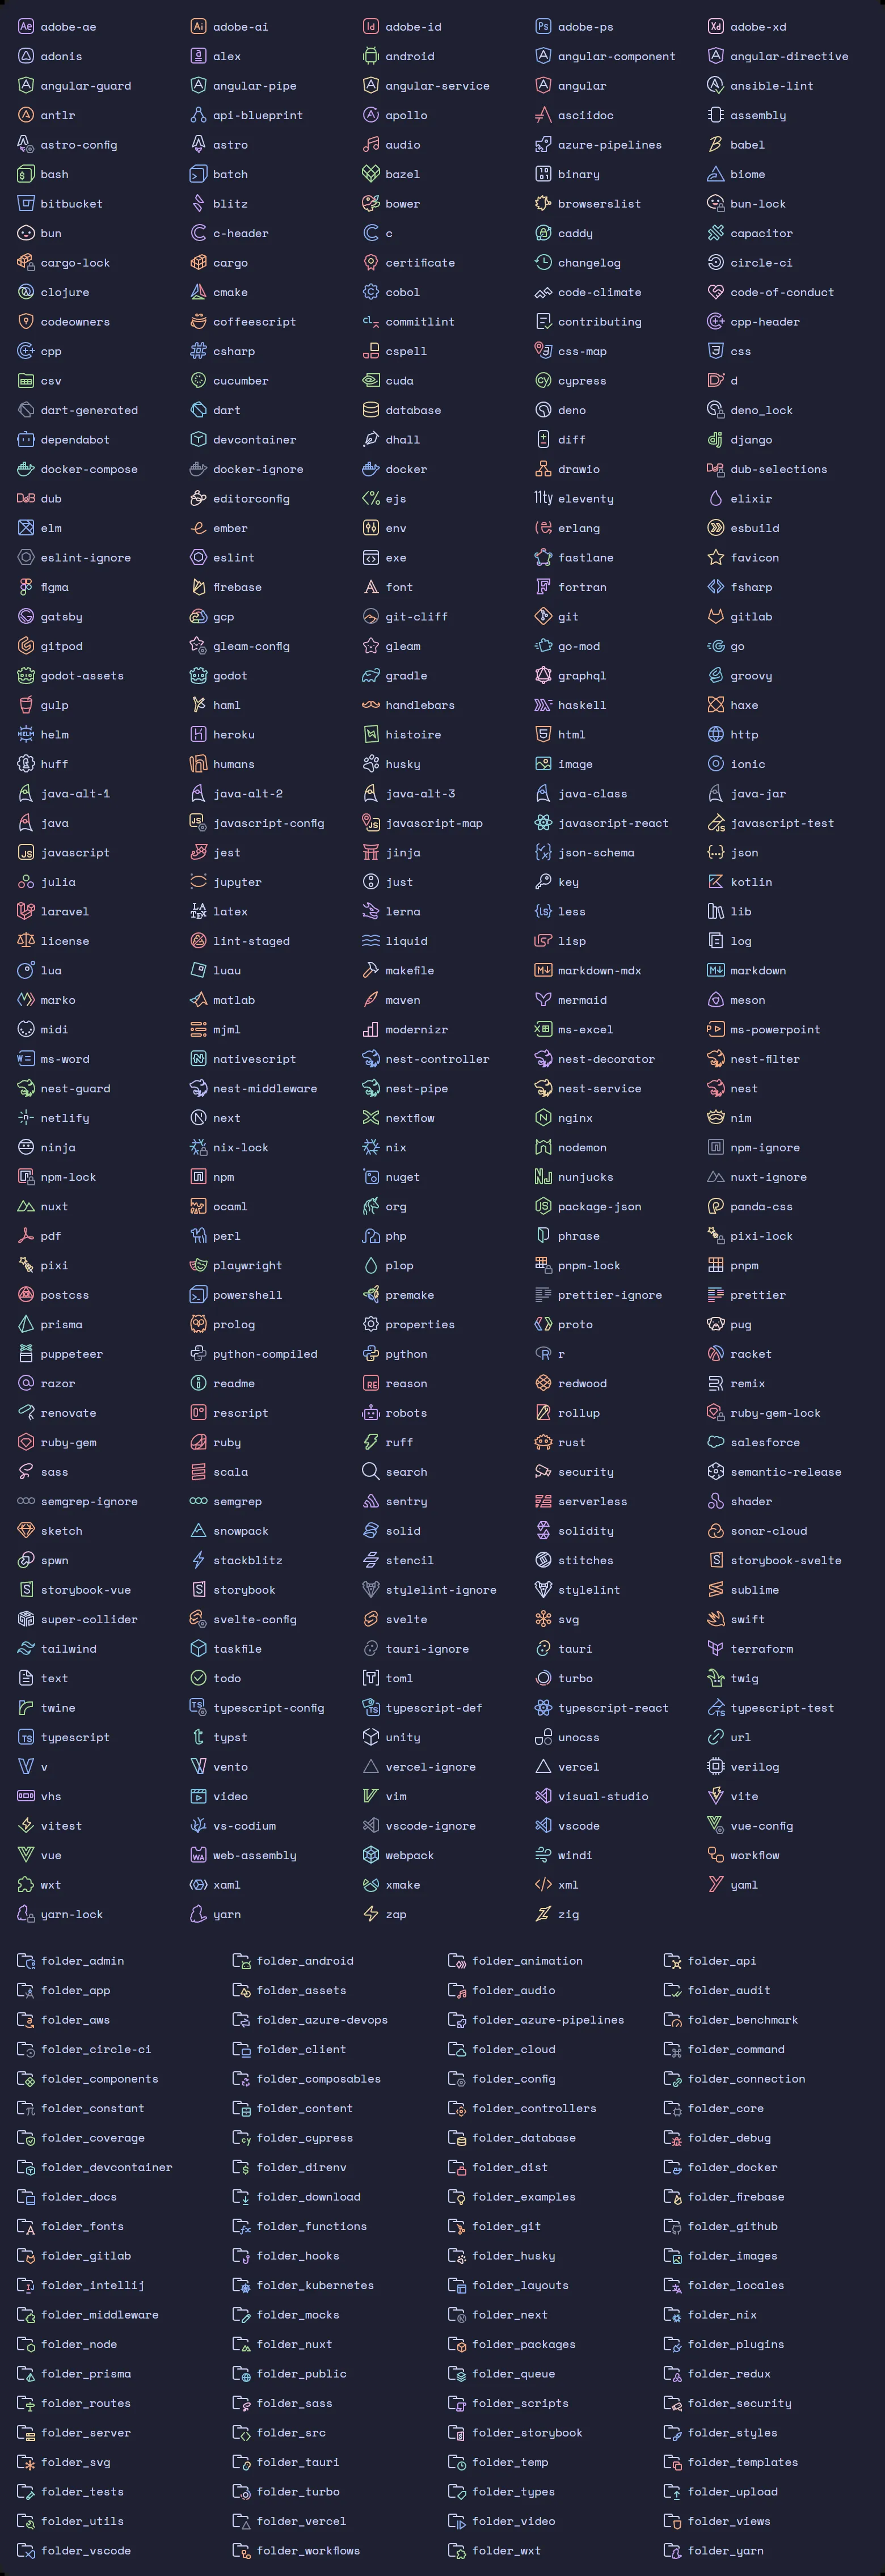 adobe-ae adobe-ai adobe-id adobe-ps adobe-xd
adonis alex android angular-component angular-directive
angular-guard angular-pipe angular-service angular ansible-lint
antlr api-blueprint apollo asciidoc assembly
astro-config astro audio azure-pipelines babel
bash batch bazel binary biome
bitbucket blitz bower browserslist bun-lock
bun c-header c caddy capacitor
cargo-lock cargo certificate changelog circle-ci
clojure cmake cobol code-climate code-of-conduct
codeowners coffeescript commitlint contributing cpp-header
cpp csharp cspell css-map css
csv cucumber cuda cypress d
dart-generated dart database deno deno_lock
dependabot devcontainer dhall diff django
docker-compose docker-ignore docker drawio dub-selections
dub editorconfig ejs eleventy elixir
elm ember env erlang esbuild
eslint-ignore eslint exe fastlane favicon
figma firebase font fortran fsharp
gatsby gcp git-cliff git gitlab
gitpod gleam-config gleam go-mod go
godot-assets godot gradle graphql groovy
gulp haml handlebars haskell haxe
helm heroku histoire html http
huff humans husky image ionic
java-alt-1 java-alt-2 java-alt-3 java-class java-jar
java javascript-config javascript-map javascript-react javascript-test
javascript jest jinja json-schema json
julia jupyter just key kotlin
laravel latex lerna less lib
license lint-staged liquid lisp log
lua luau makefile markdown-mdx markdown
marko matlab maven mermaid meson
midi mjml modernizr ms-excel ms-powerpoint
ms-word nativescript nest-controller nest-decorator nest-filter
nest-guard nest-middleware nest-pipe nest-service nest
netlify next nextflow nginx nim
ninja nix-lock nix nodemon npm-ignore
npm-lock npm nuget nunjucks nuxt-ignore
nuxt ocaml org package-json panda-css
pdf perl php phrase pixi-lock
pixi playwright plop pnpm-lock pnpm
postcss powershell premake prettier-ignore prettier
prisma prolog properties proto pug
puppeteer python-compiled python r racket
razor readme reason redwood remix
renovate rescript robots rollup ruby-gem-lock
ruby-gem ruby ruff rust salesforce
sass scala search security semantic-release
semgrep-ignore semgrep sentry serverless shader
sketch snowpack solid solidity sonar-cloud
spwn stackblitz stencil stitches storybook-svelte
storybook-vue storybook stylelint-ignore stylelint sublime
super-collider svelte-config svelte svg swift
tailwind taskfile tauri-ignore tauri terraform
text todo toml turbo twig
twine typescript-config typescript-def typescript-react typescript-test
typescript typst unity unocss url
v vento vercel-ignore vercel verilog
vhs video vim visual-studio vite
vitest vs-codium vscode-ignore vscode vue-config
vue web-assembly webpack windi workflow
wxt xaml xmake xml yaml
yarn-lock yarn zap zig
folder_admin folder_android folder_animation folder_api
folder_app folder_assets folder_audio folder_audit
folder_aws folder_azure-devops folder_azure-pipelines folder_benchmark
folder_circle-ci folder_client folder_cloud folder_command
folder_components folder_composables folder_config folder_connection
folder_constant folder_content folder_controllers folder_core
folder_coverage folder_cypress folder_database folder_debug
folder_devcontainer folder_direnv folder_dist folder_docker
folder_docs folder_download folder_examples folder_firebase
folder_fonts folder_functions folder_git folder_github
folder_gitlab folder_hooks folder_husky folder_images
folder_intellij folder_kubernetes folder_layouts folder_locales
folder_middleware folder_mocks folder_next folder_nix
folder_node folder_nuxt folder_packages folder_plugins
folder_prisma folder_public folder_queue folder_redux
folder_routes folder_sass folder_scripts folder_security
folder_server folder_src folder_storybook folder_styles
folder_svg folder_tauri folder_temp folder_templates
folder_tests folder_turbo folder_types folder_upload
folder_utils folder_vercel folder_video folder_views
folder_vscode folder_workflows folder_wxt folder_yarn